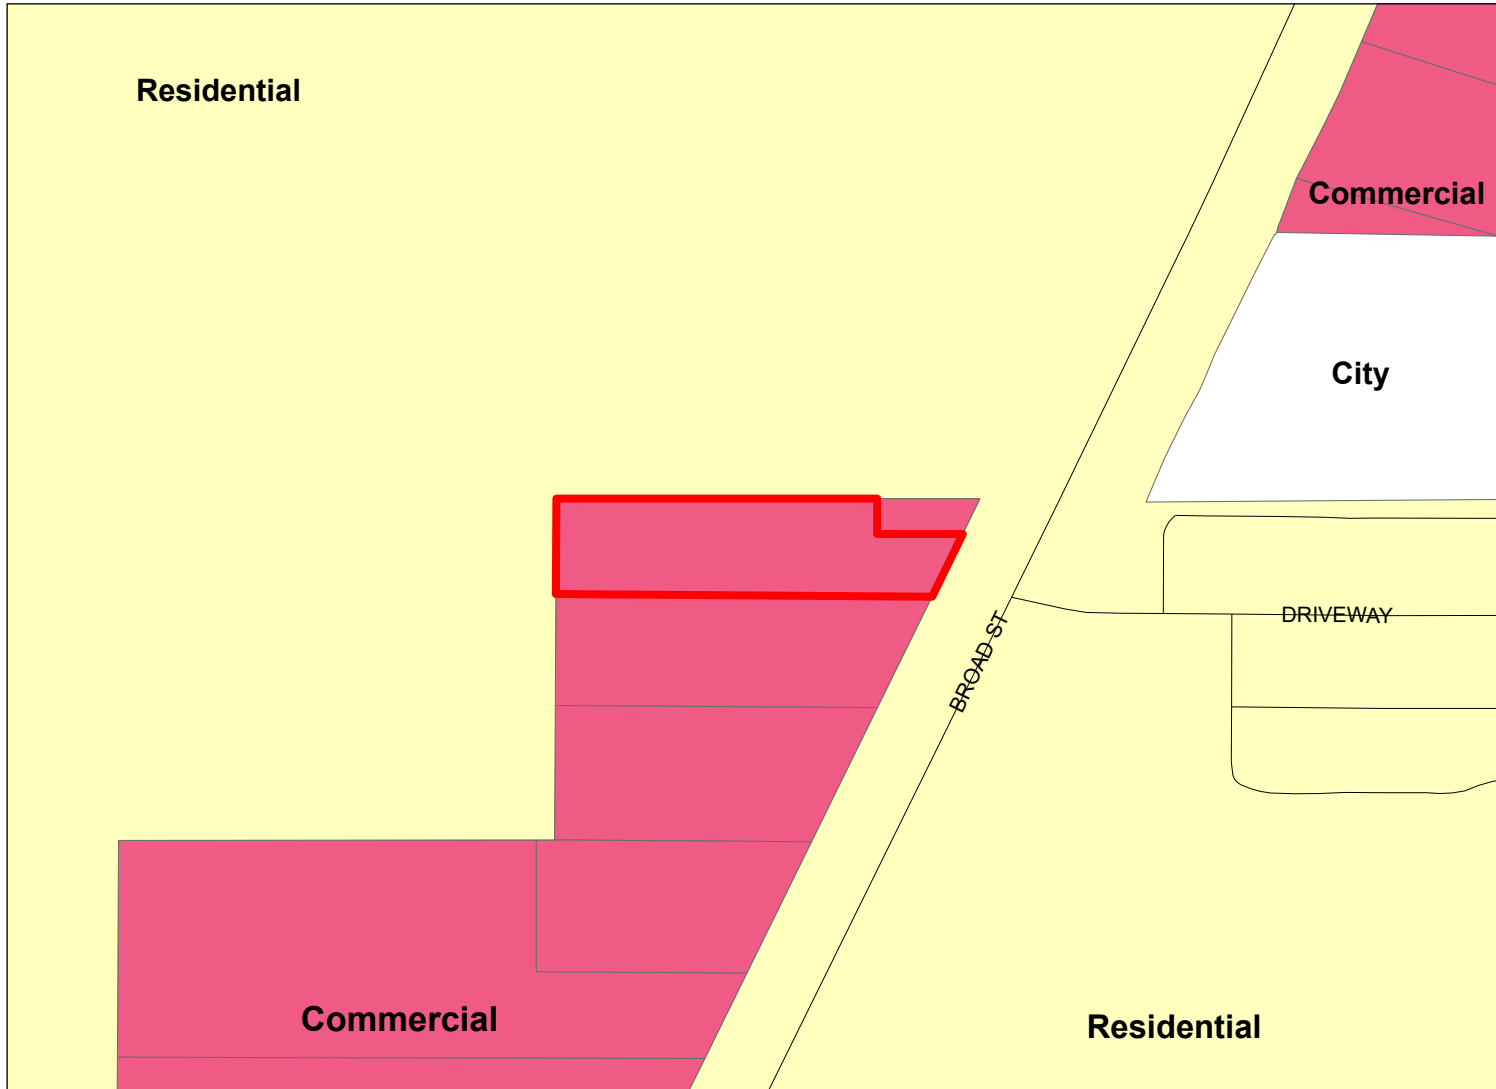 Residential
Commercial
City
DRIVEWAY
BROAD ST
Commercial
Residential